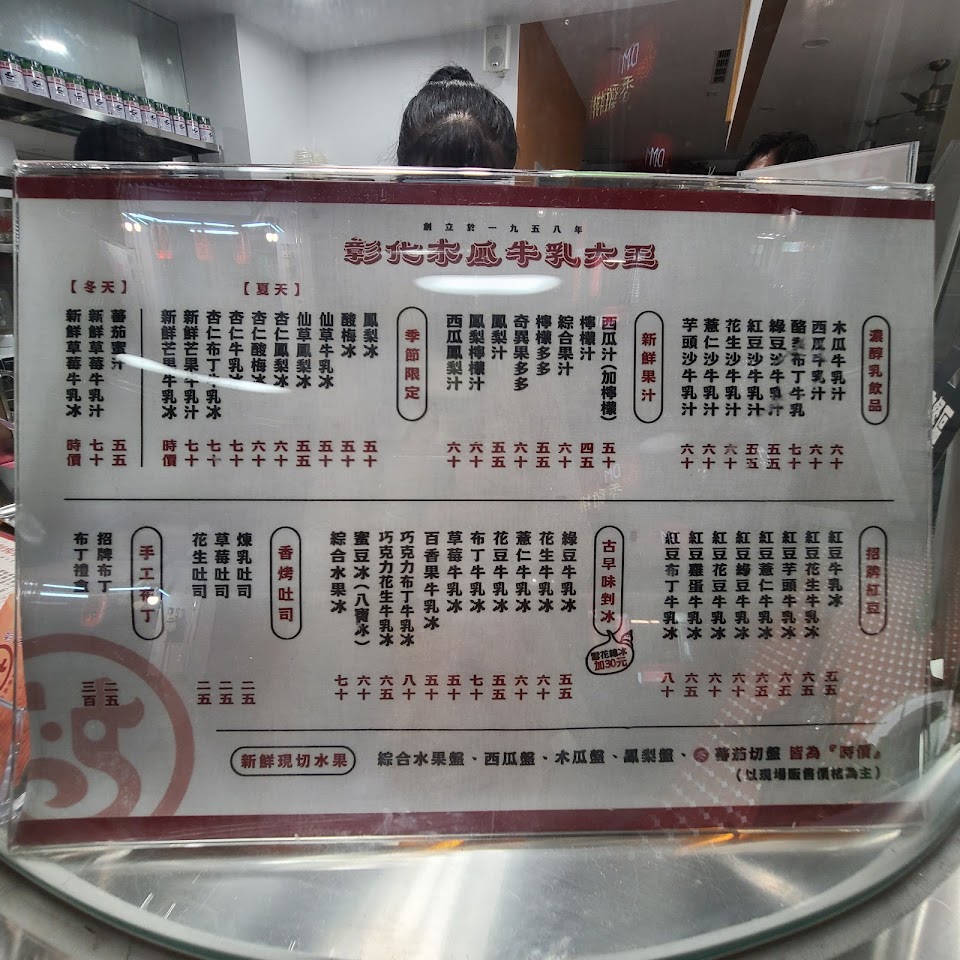 創立於一九五八年
彰化木瓜牛乳大王
濃醇乳飲品
木瓜牛乳汁 六十
西瓜牛乳汁 六十
酪梨布丁牛乳 七十
綠豆沙牛乳汁 五五
紅豆沙牛乳汁 五五
花生沙牛乳汁 六十
薏仁沙牛乳汁 六十
芋頭沙牛乳汁 六十
新鮮果汁
西瓜汁(加檸檬) 五十
檸檬汁 四五
綜合果汁 六十
檸檬多多 五五
奇異果多多 六十
鳳梨汁 五五
鳳梨檸檬汁 六十
西瓜鳳梨汁 六十
季節限定
【夏天】
鳳梨冰 五十
酸梅冰 五十
仙草牛乳冰 五五
仙草鳳梨冰 五五
杏仁鳳梨冰 六十
杏仁酸梅冰 六十
杏仁牛乳冰 七十
杏仁布丁牛乳冰 七十
新鮮芒果牛乳汁 七十
新鮮芒果牛乳冰 時價
【冬天】
蕃茄蜜汁 五五
新鮮草莓牛乳汁 七十
新鮮草莓牛乳冰 時價
招牌紅豆
紅豆牛乳冰 五五
紅豆花生牛乳冰 六五
紅豆芋頭牛乳冰 六五
紅豆薏仁牛乳冰 六五
紅豆綠豆牛乳冰 六十
紅豆花豆牛乳冰 六十
紅豆雞蛋牛乳冰 六五
紅豆布丁牛乳冰 八十
古早味剉冰
雪花綿冰
加30元
綠豆牛乳冰 五五
花生牛乳冰 六十
薏仁牛乳冰 六十
花豆牛乳冰 五五
布丁牛乳冰 七十
草莓牛乳冰 五十
百香果牛乳冰 五五
巧克力布丁牛乳冰 八十
巧克力花生牛乳冰 六五
蜜豆冰(八寶冰) 六十
綜合水果冰 七十
香烤吐司
煉乳吐司 二五
草莓吐司 二五
花生吐司 二五
手工布丁
招牌布丁 二五
布丁禮盒 三百
新鮮現切水果 綜合水果盤、西瓜盤、木瓜盤、鳳梨盤、冬 蕃茄切盤 皆為『時價』
(以現場販售價格為主)